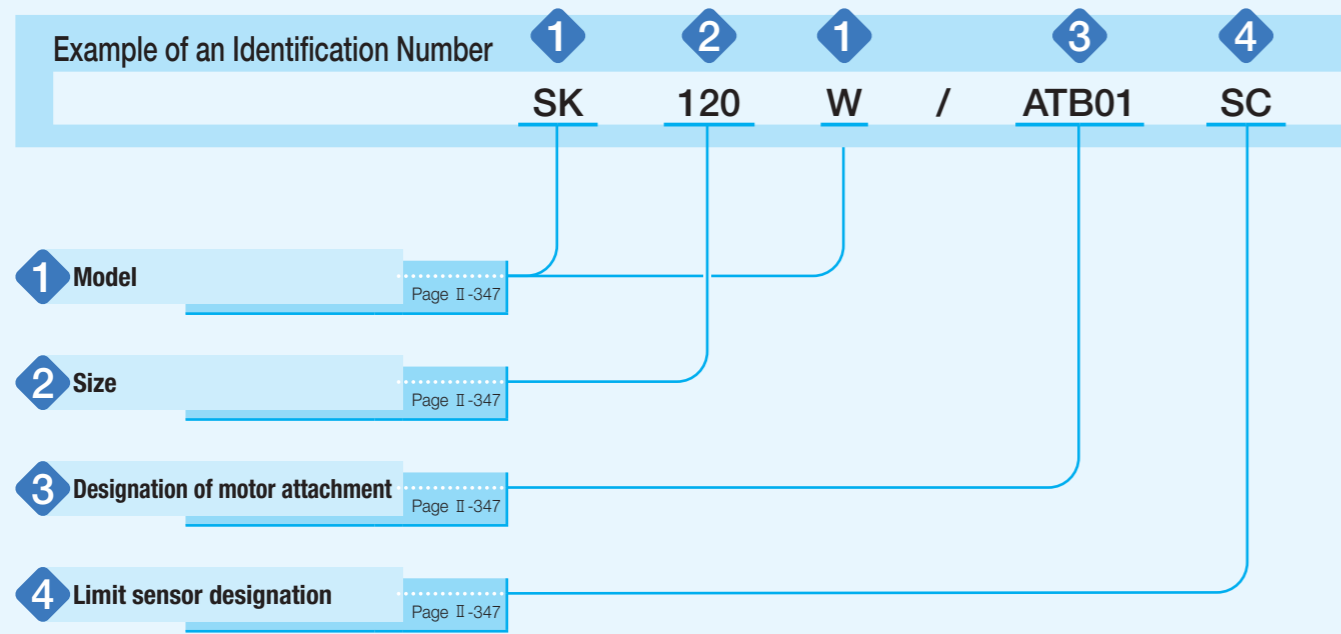 1 2 1 3 4
Example of an Identification Number
SK 120 W / ATB01 SC
1 Model
Page Ⅱ-347
2 Size
Page Ⅱ-347
3 Designation of motor attachment
Page Ⅱ-347
4 Limit sensor designation
Page Ⅱ-347